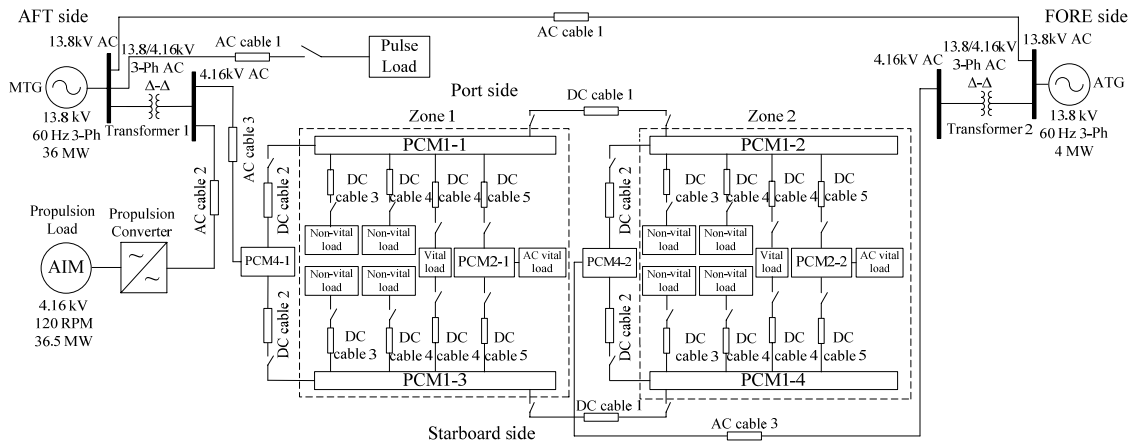 AFT side
FORE side
13.8kV AC
AC cable 1
13.8kV AC
13.8/4.16kV
3-Ph AC
Δ-Δ
AC cable 1
Pulse
Load
4.16kV AC
4.16kV AC
13.8/4.16kV
3-Ph AC
Δ-Δ
MTG
ATG
13.8 kV
60 Hz 3-Ph
36 MW
Transformer 1
Transformer 2
13.8 kV
60 Hz 3-Ph
4 MW
Port side
DC cable 1
Zone 1
Zone 2
AC cable 3
AC cable 2
DC cable 2
DC cable 2
PCM1-1
PCM1-2
DC
cable 3
DC
cable 4
DC
cable 4
DC
cable 5
DC
cable 3
DC
cable 4
DC
cable 4
DC
cable 5
Propulsion
Load
Propulsion
Converter
AIM
4.16 kV
120 RPM
36.5 MW
PCM4-1
Non-vital
load
Non-vital
load
Non-vital
load
Non-vital
load
Vital
load
PCM2-1
AC vital
load
PCM4-2
Non-vital
load
Non-vital
load
Non-vital
load
Non-vital
load
Vital
load
PCM2-2
AC vital
load
DC cable 2
DC cable 2
DC
cable 3
DC
cable 4
DC
cable 4
DC
cable 5
DC
cable 3
DC
cable 4
DC
cable 4
DC
cable 5
PCM1-3
PCM1-4
DC cable 1
AC cable 3
Starboard side